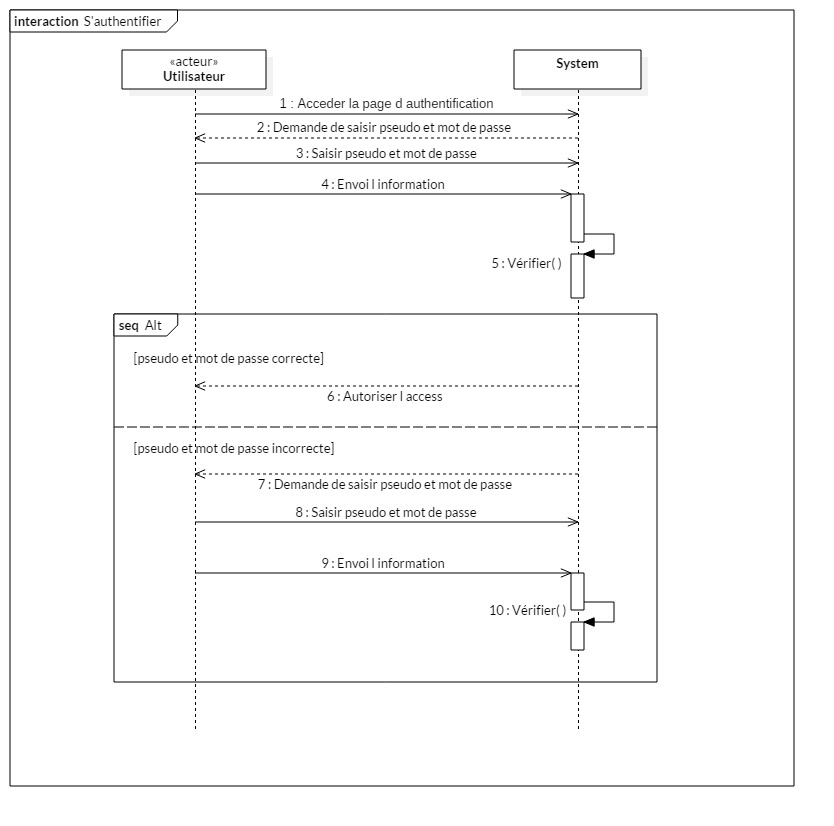 interaction S'authentifier
«acteur»
Utilisateur
System
1 : Acceder la page d authentification
2 : Demande de saisir pseudo et mot de passe
3 : Saisir pseudo et mot de passe
4 : Envoi l information
5 : Vérifier( )
seq Alt
[pseudo et mot de passe correcte]
6 : Autoriser l access
[pseudo et mot de passe incorrecte]
7 : Demande de saisir pseudo et mot de passe
8 : Saisir pseudo et mot de passe
9 : Envoi l information
10 : Vérifier( )